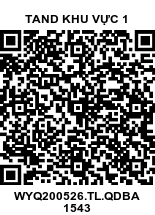 TAND KHU VỰC 1
WYQ200526.TL.QDBA
1543